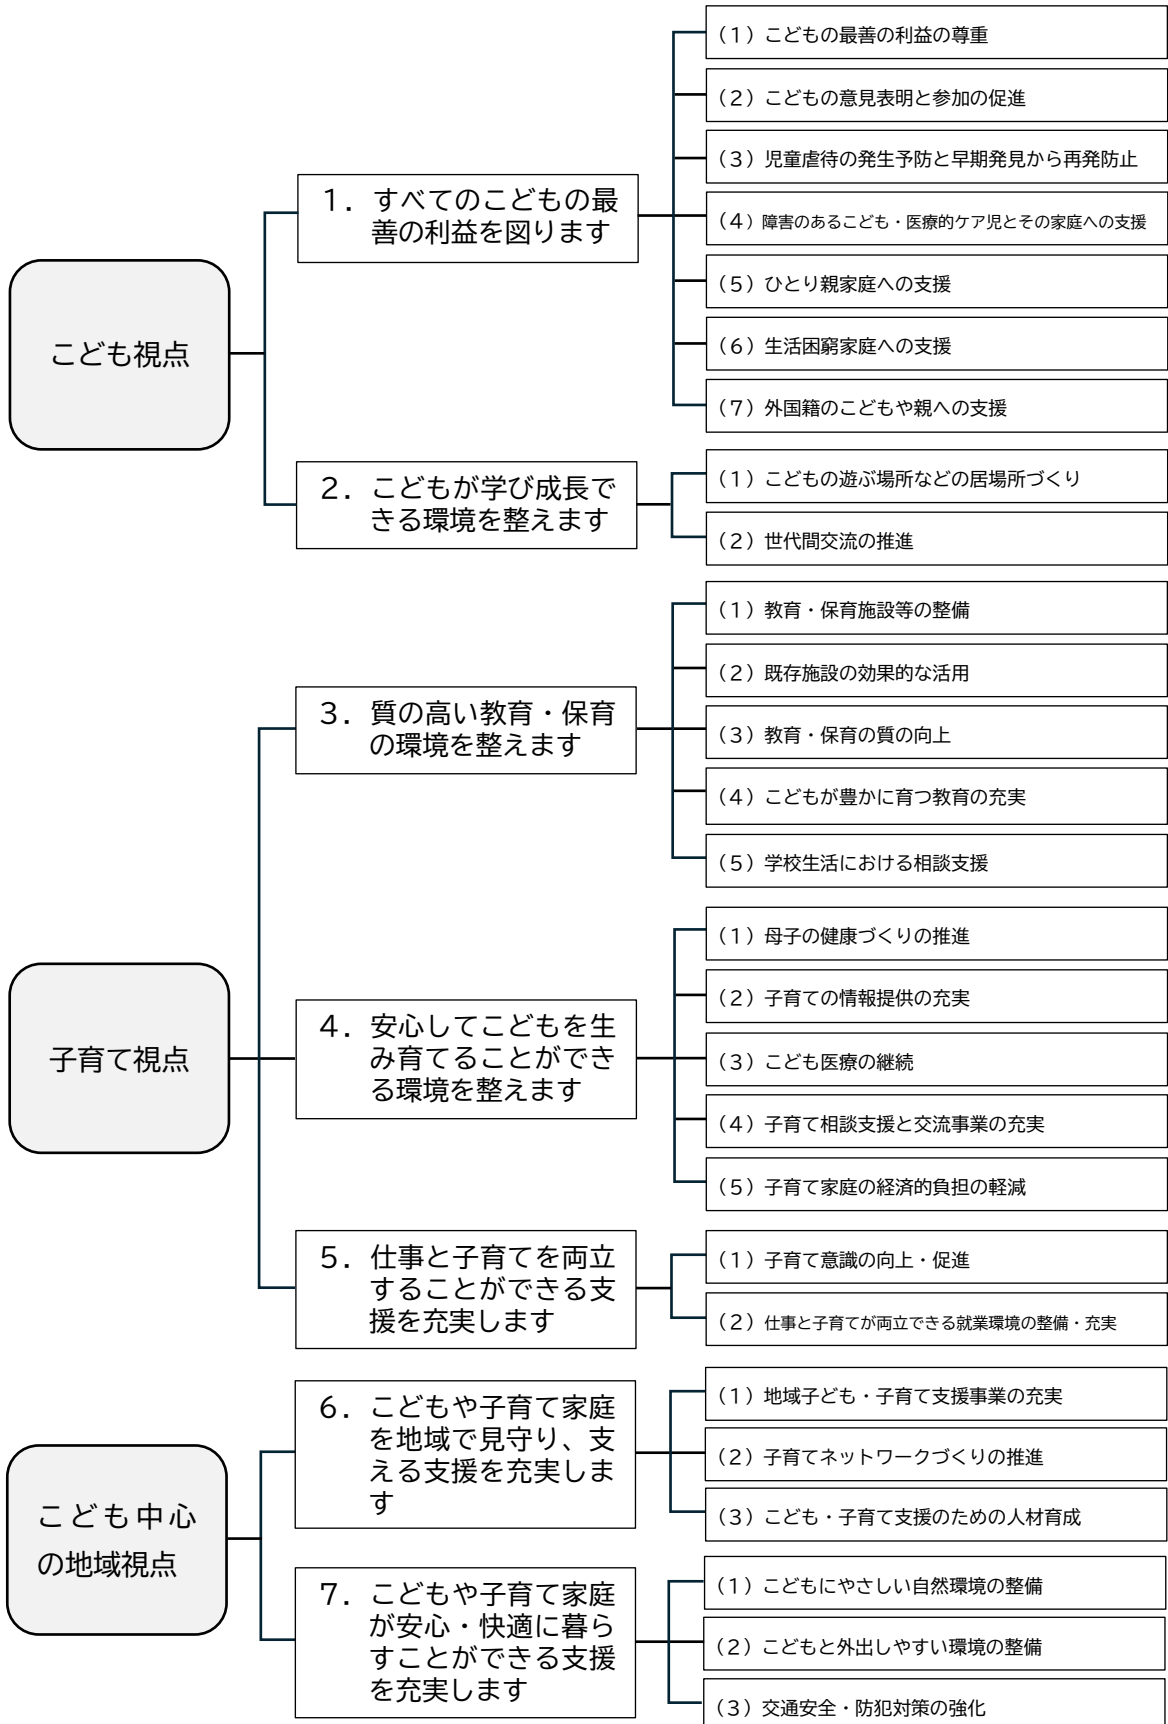 こども視点
1．すべてのこどもの最
善の利益を図ります
（1）こどもの最善の利益の尊重
（2）こどもの意見表明と参加の促進
（3）児童虐待の発生予防と早期発見から再発防止
（4）障害のあるこども・医療的ケア児とその家庭への支援
（5）ひとり親家庭への支援
（6）生活困窮家庭への支援
（7）外国籍のこどもや親への支援
2．こどもが学び成長で
きる環境を整えます
（1）こどもの遊ぶ場所などの居場所づくり
（2）世代間交流の推進
子育て視点
3．質の高い教育・保育
の環境を整えます
（1）教育・保育施設等の整備
（2）既存施設の効果的な活用
（3）教育・保育の質の向上
（4）こどもが豊かに育つ教育の充実
（5）学校生活における相談支援
4．安心してこどもを生
み育てることができ
る環境を整えます
（1）母子の健康づくりの推進
（2）子育ての情報提供の充実
（3）こども医療の継続
（4）子育て相談支援と交流事業の充実
（5）子育て家庭の経済的負担の軽減
5．仕事と子育てを両立
することができる支
援を充実します
（1）子育て意識の向上・促進
（2）仕事と子育てが両立できる就業環境の整備・充実
こども中心
の地域視点
6．こどもや子育て家庭
を地域で見守り、支
える支援を充実しま
す
（1）地域子ども・子育て支援事業の充実
（2）子育てネットワークづくりの推進
（3）こども・子育て支援のための人材育成
7．こどもや子育て家庭
が安心・快適に暮ら
すことができる支援
を充実します
（1）こどもにやさしい自然環境の整備
（2）こどもと外出しやすい環境の整備
（3）交通安全・防犯対策の強化